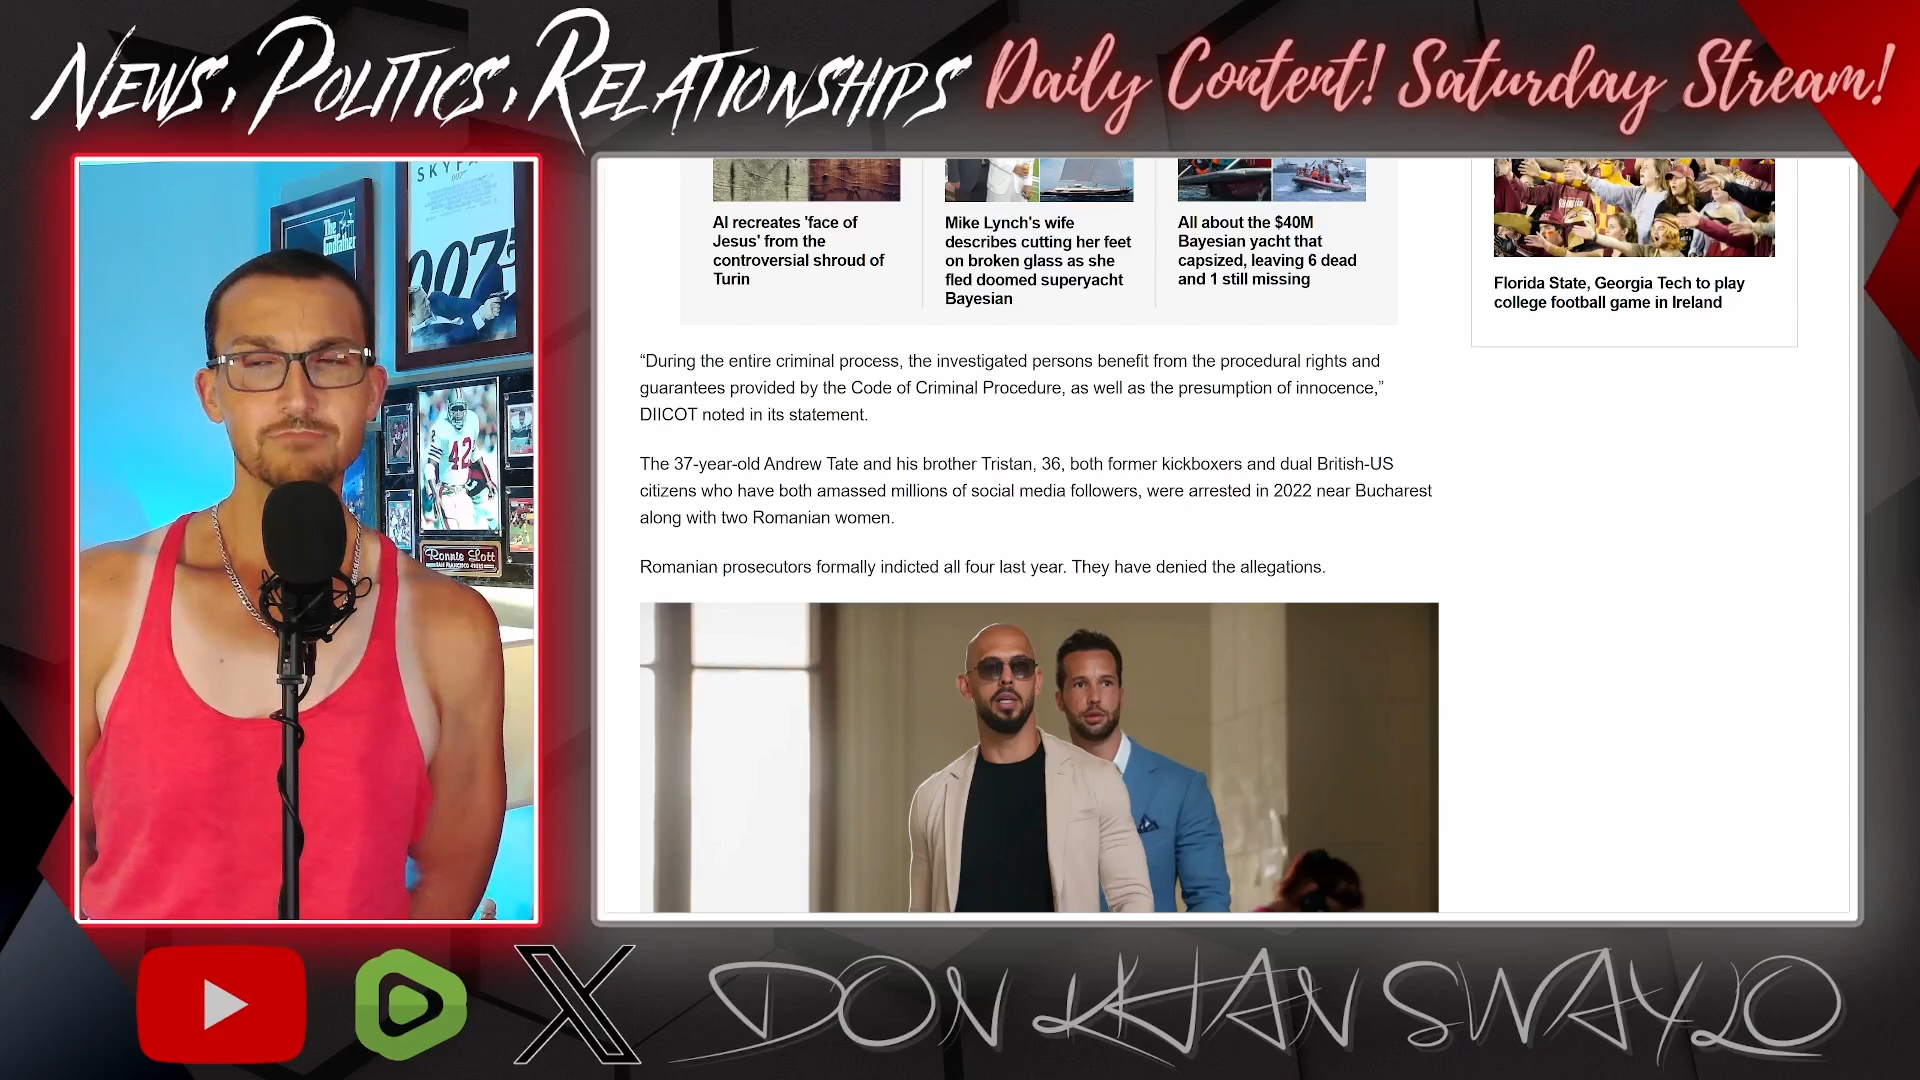 NEWS, POLITICS, RELATIONSHIPS
Daily Content! Saturday Stream!
SKYFA
007
The
Godfather
007
42
Ronnie Lott
SAN FRANCISCO 49ERS
AI recreates 'face of
Jesus' from the
controversial shroud of
Turin
Mike Lynch's wife
describes cutting her feet
on broken glass as she
fled doomed superyacht
Bayesian
All about the $40M
Bayesian yacht that
capsized, leaving 6 dead
and 1 still missing
Florida State, Georgia Tech to play
college football game in Ireland
“During the entire criminal process, the investigated persons benefit from the procedural rights and
guarantees provided by the Code of Criminal Procedure, as well as the presumption of innocence,”
DIICOT noted in its statement.
The 37-year-old Andrew Tate and his brother Tristan, 36, both former kickboxers and dual British-US
citizens who have both amassed millions of social media followers, were arrested in 2022 near Bucharest
along with two Romanian women.
Romanian prosecutors formally indicted all four last year. They have denied the allegations.
X
DON KHAN SWAYLO